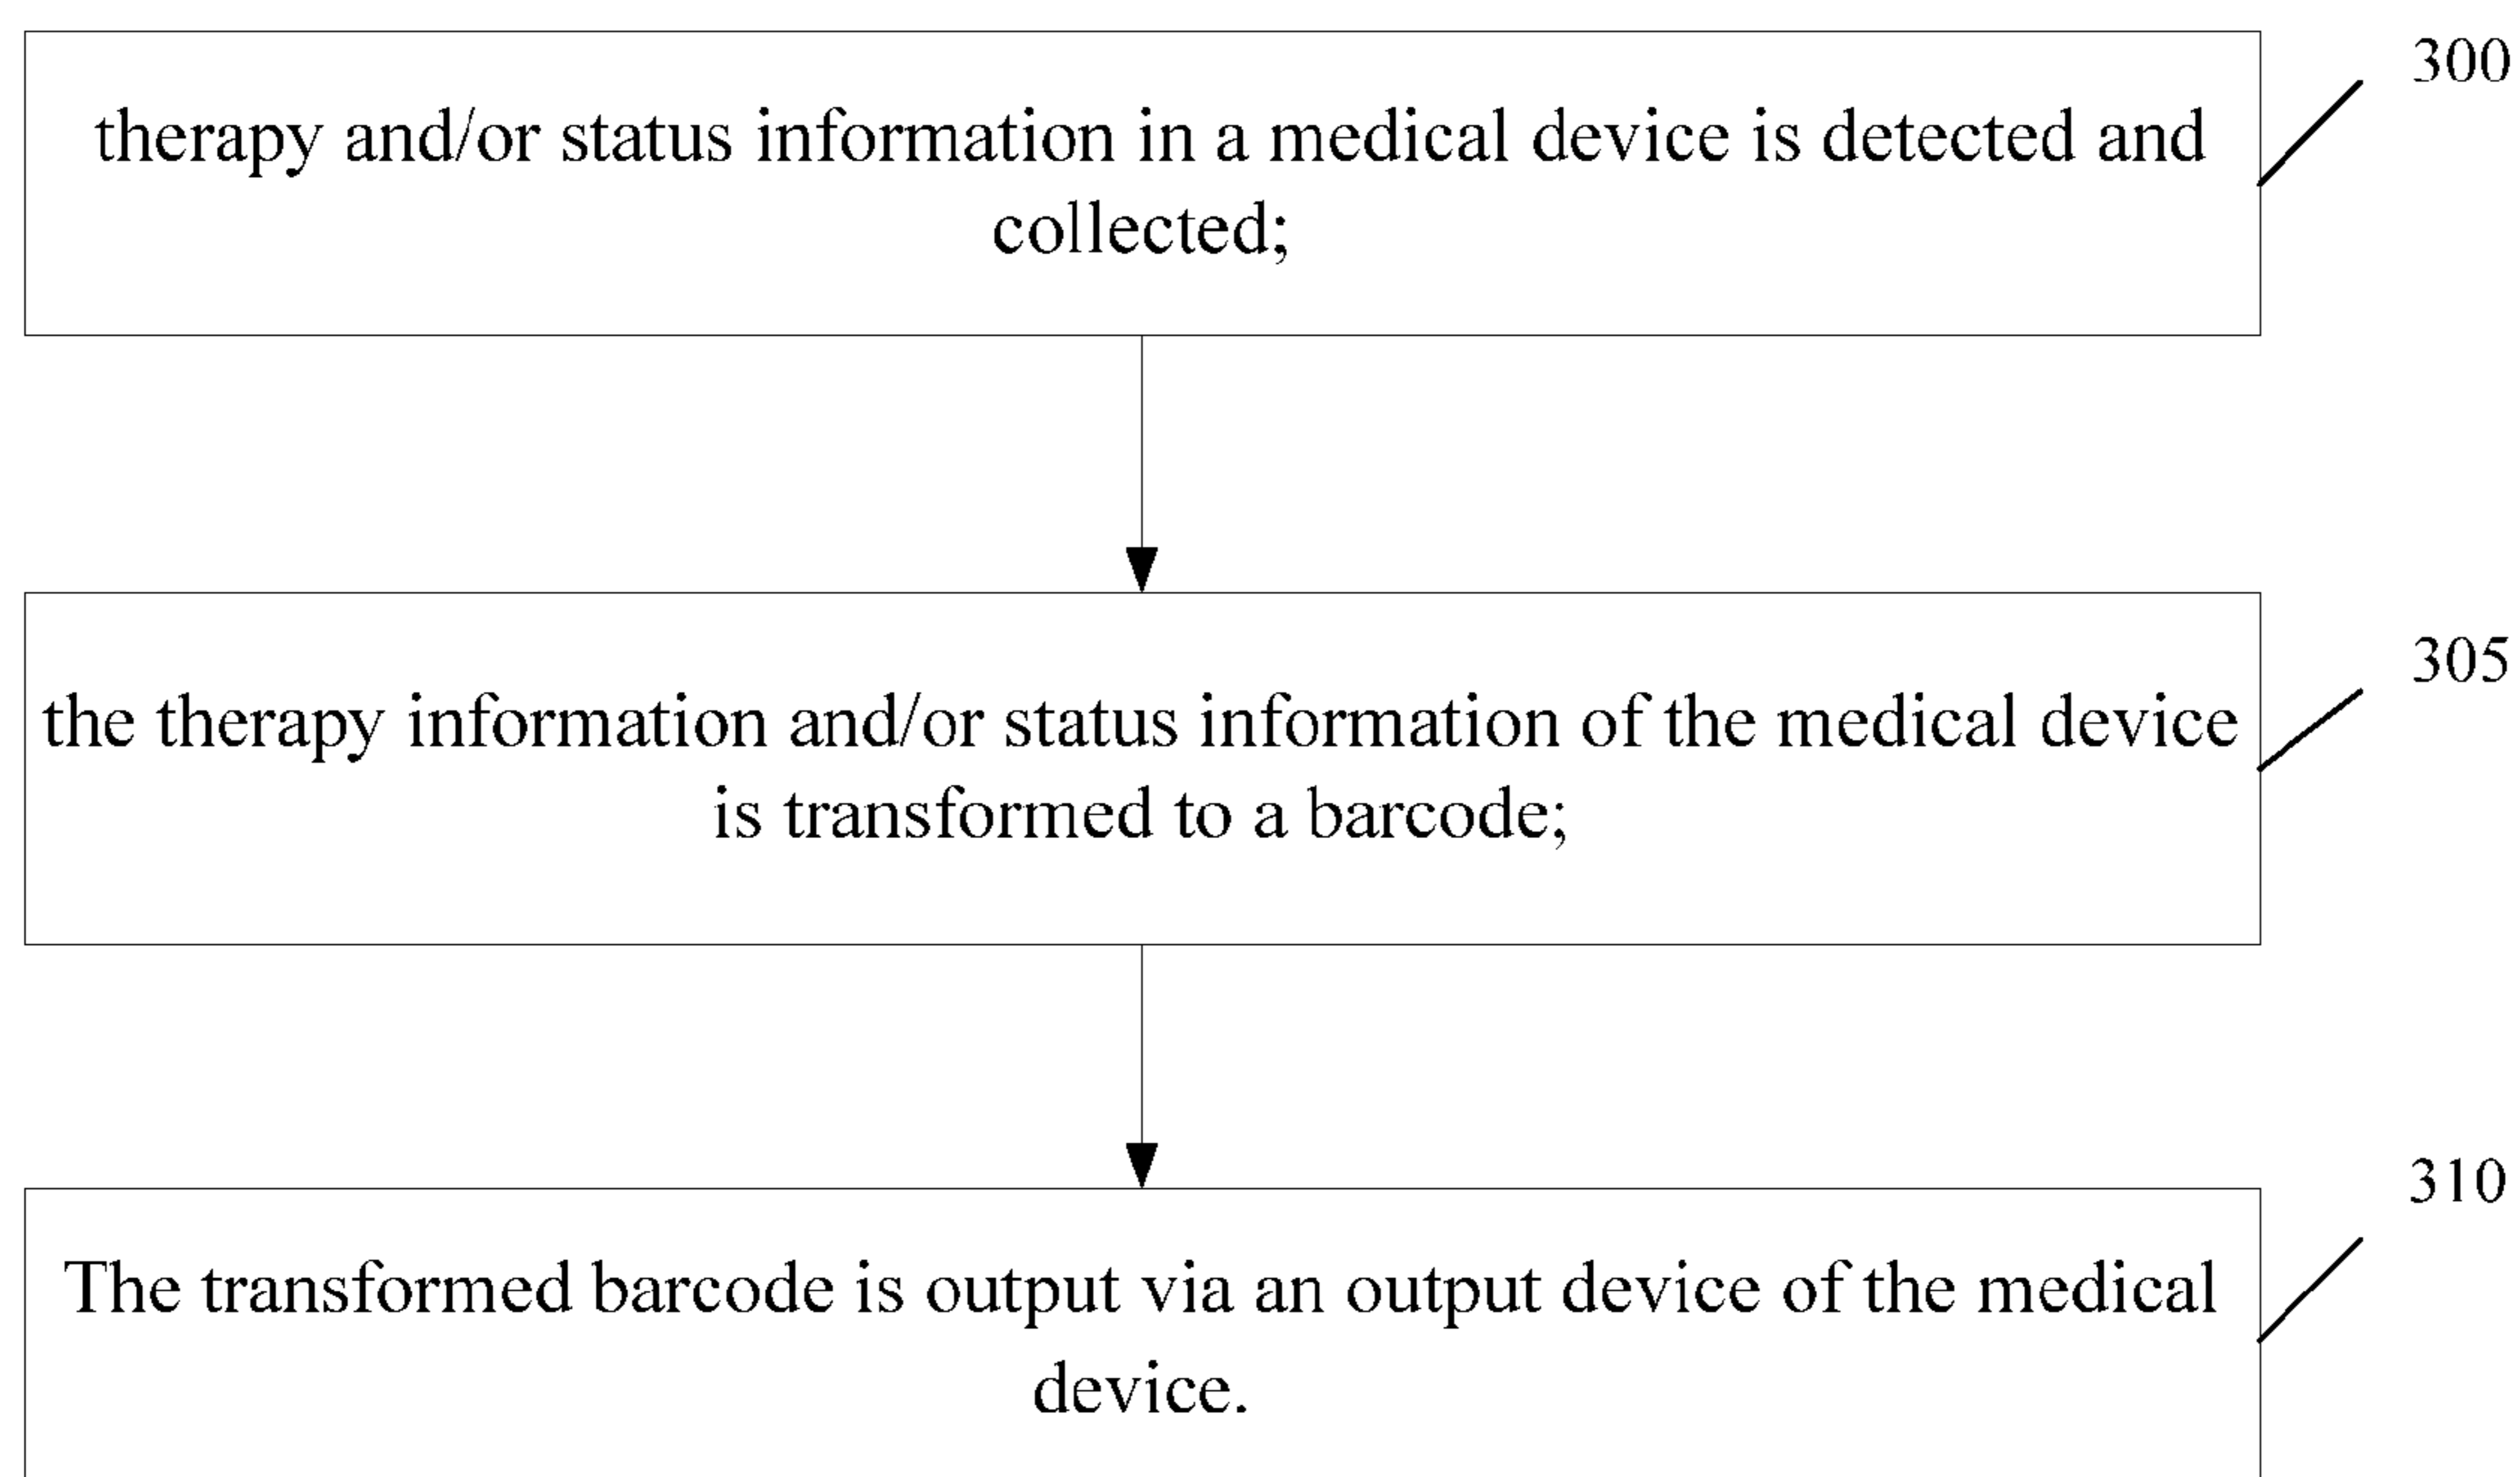 300
therapy and/or status information in a medical device is detected and
collected;
305
the therapy information and/or status information of the medical device
is transformed to a barcode;
310
The transformed barcode is output via an output device of the medical
device.